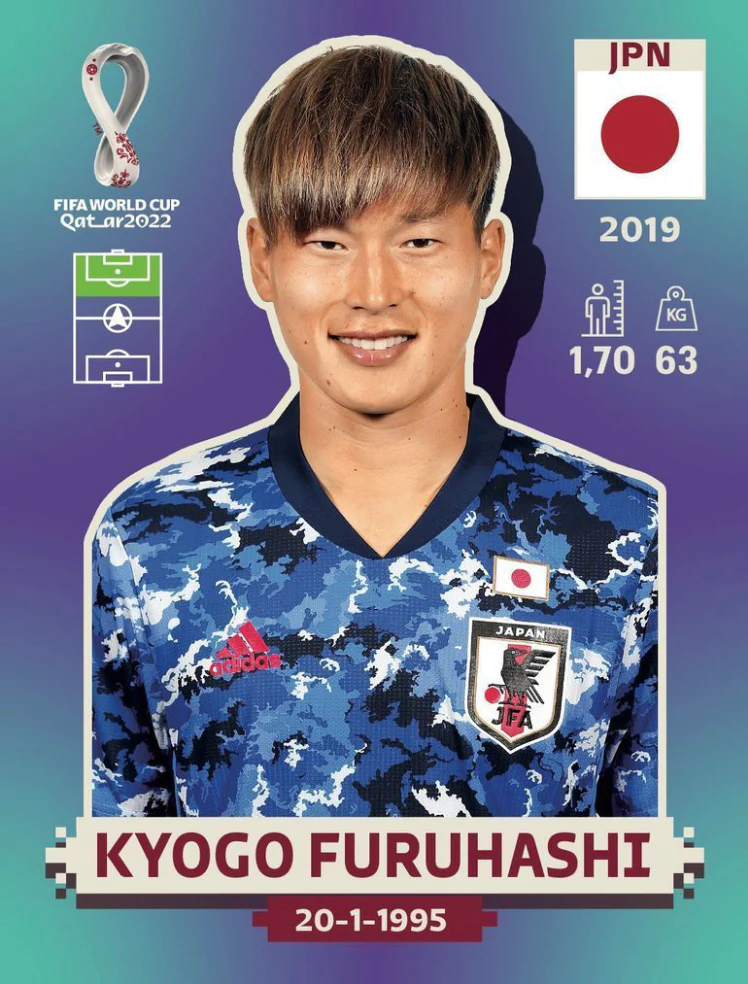 JPN
FIFA WORLD CUP
Qatar2022
2019
KG
1,70 63
adidas
JAPAN
JFA
KYOGO FURUHASHI
20-1-1995